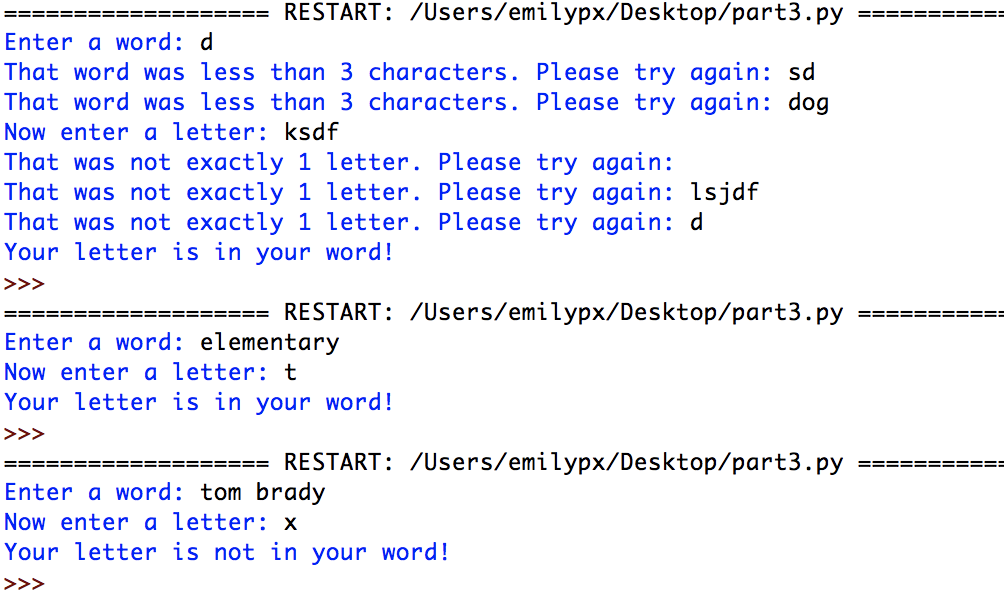 =================== RESTART: /Users/emilypx/Desktop/part3.py ===========
Enter a word: d
That word was less than 3 characters. Please try again: sd
That word was less than 3 characters. Please try again: dog
Now enter a letter: ksdf
That was not exactly 1 letter. Please try again:
That was not exactly 1 letter. Please try again: lsjdf
That was not exactly 1 letter. Please try again: d
Your letter is in your word!
>>>
=================== RESTART: /Users/emilypx/Desktop/part3.py ===========
Enter a word: elementary
Now enter a letter: t
Your letter is in your word!
>>>
=================== RESTART: /Users/emilypx/Desktop/part3.py ===========
Enter a word: tom brady
Now enter a letter: x
Your letter is not in your word!
>>>